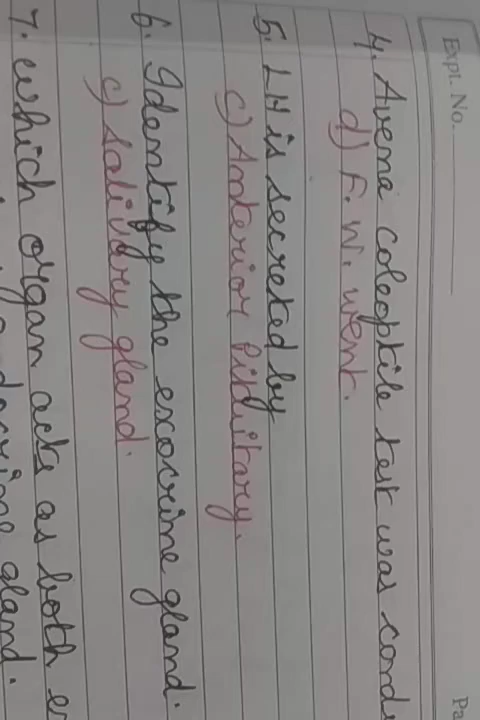 Expt. No.
Pa
4. Avena coleoptile test was cond
d) F. W. went.
5. LH is secreted by
c) Anterior Pituitary.
6. Identify the exocrine gland.
c) Salivary gland.
7. Which organ acts as both e
gland.